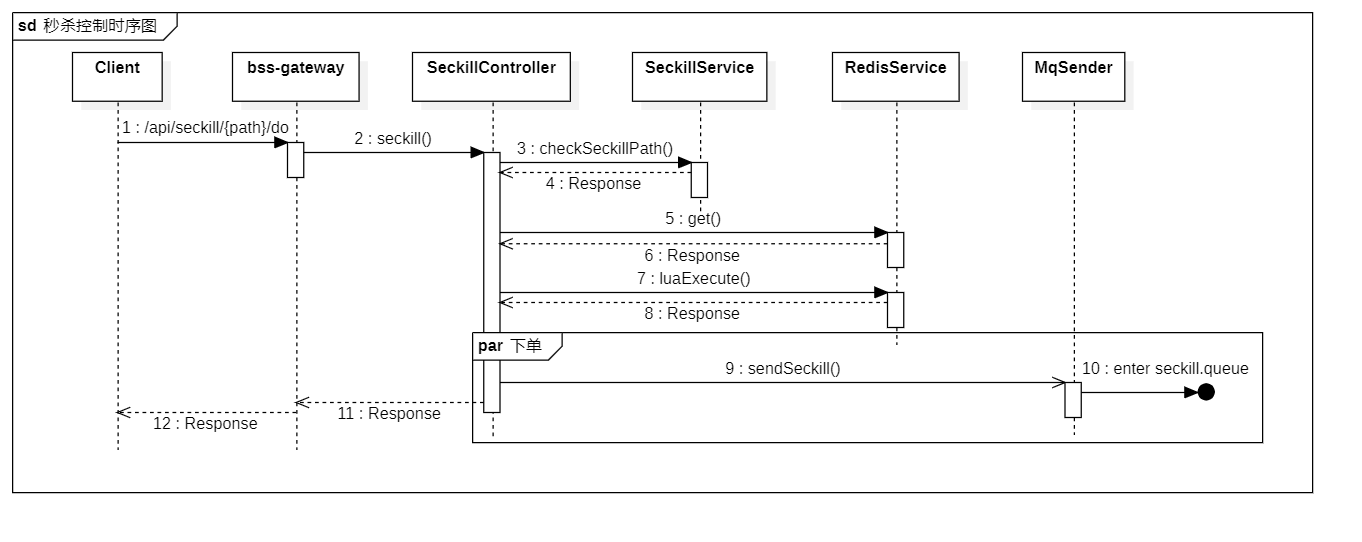 sd 秒杀控制时序图
Client
bss-gateway
SeckillController
SeckillService
RedisService
MqSender
1 : /api/seckill/{path}/do
2 : seckill()
3 : checkSeckillPath()
4 : Response
5 : get()
6 : Response
7 : luaExecute()
8 : Response
par 下单
9 : sendSeckill()
10 : enter seckill.queue
11 : Response
12 : Response